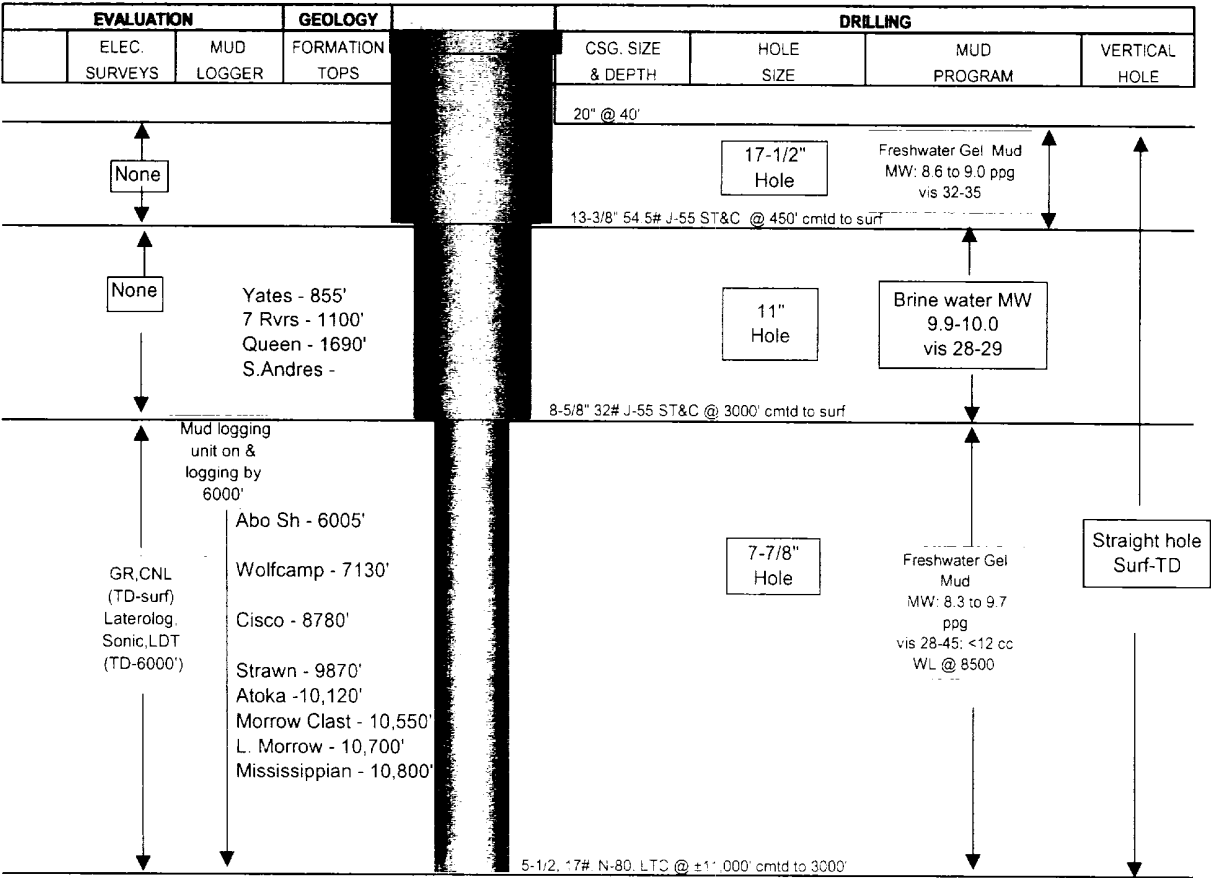 EVALUATION GEOLOGY DRILLING
ELEC. SURVEYS
MUD LOGGER
FORMATION TOPS
CSG. SIZE & DEPTH
HOLE SIZE
MUD PROGRAM
VERTICAL HOLE
20" @ 40'
None
17-1/2"
Hole
Freshwater Gel Mud
MW: 8.6 to 9.0 ppg
vis 32-35
13-3/8" 54.5# J-55 ST&C @ 450' cmtd to surf
None
Yates - 855'
7 Rvrs - 1100'
Queen - 1690'
S.Andres -
11"
Hole
Brine water MW
9.9-10.0
vis 28-29
8-5/8" 32# J-55 ST&C @ 3000' cmtd to surf
Mud logging
unit on &
logging by
6000'
Abo Sh - 6005'
Wolfcamp - 7130'
Cisco - 8780'
Strawn - 9870'
Atoka -10,120'
Morrow Clast - 10,550'
L. Morrow - 10,700'
Mississippian - 10,800'
GR,CNL
(TD-surf)
Laterolog,
Sonic,LDT
(TD-6000')
7-7/8"
Hole
Freshwater Gel
Mud
MW: 8.3 to 9.7
ppg
vis 28-45: <12 cc
WL @ 8500
Straight hole
Surf-TD
5-1/2, 17#, N-80, LTC @ ±11,000' cmtd to 3000'